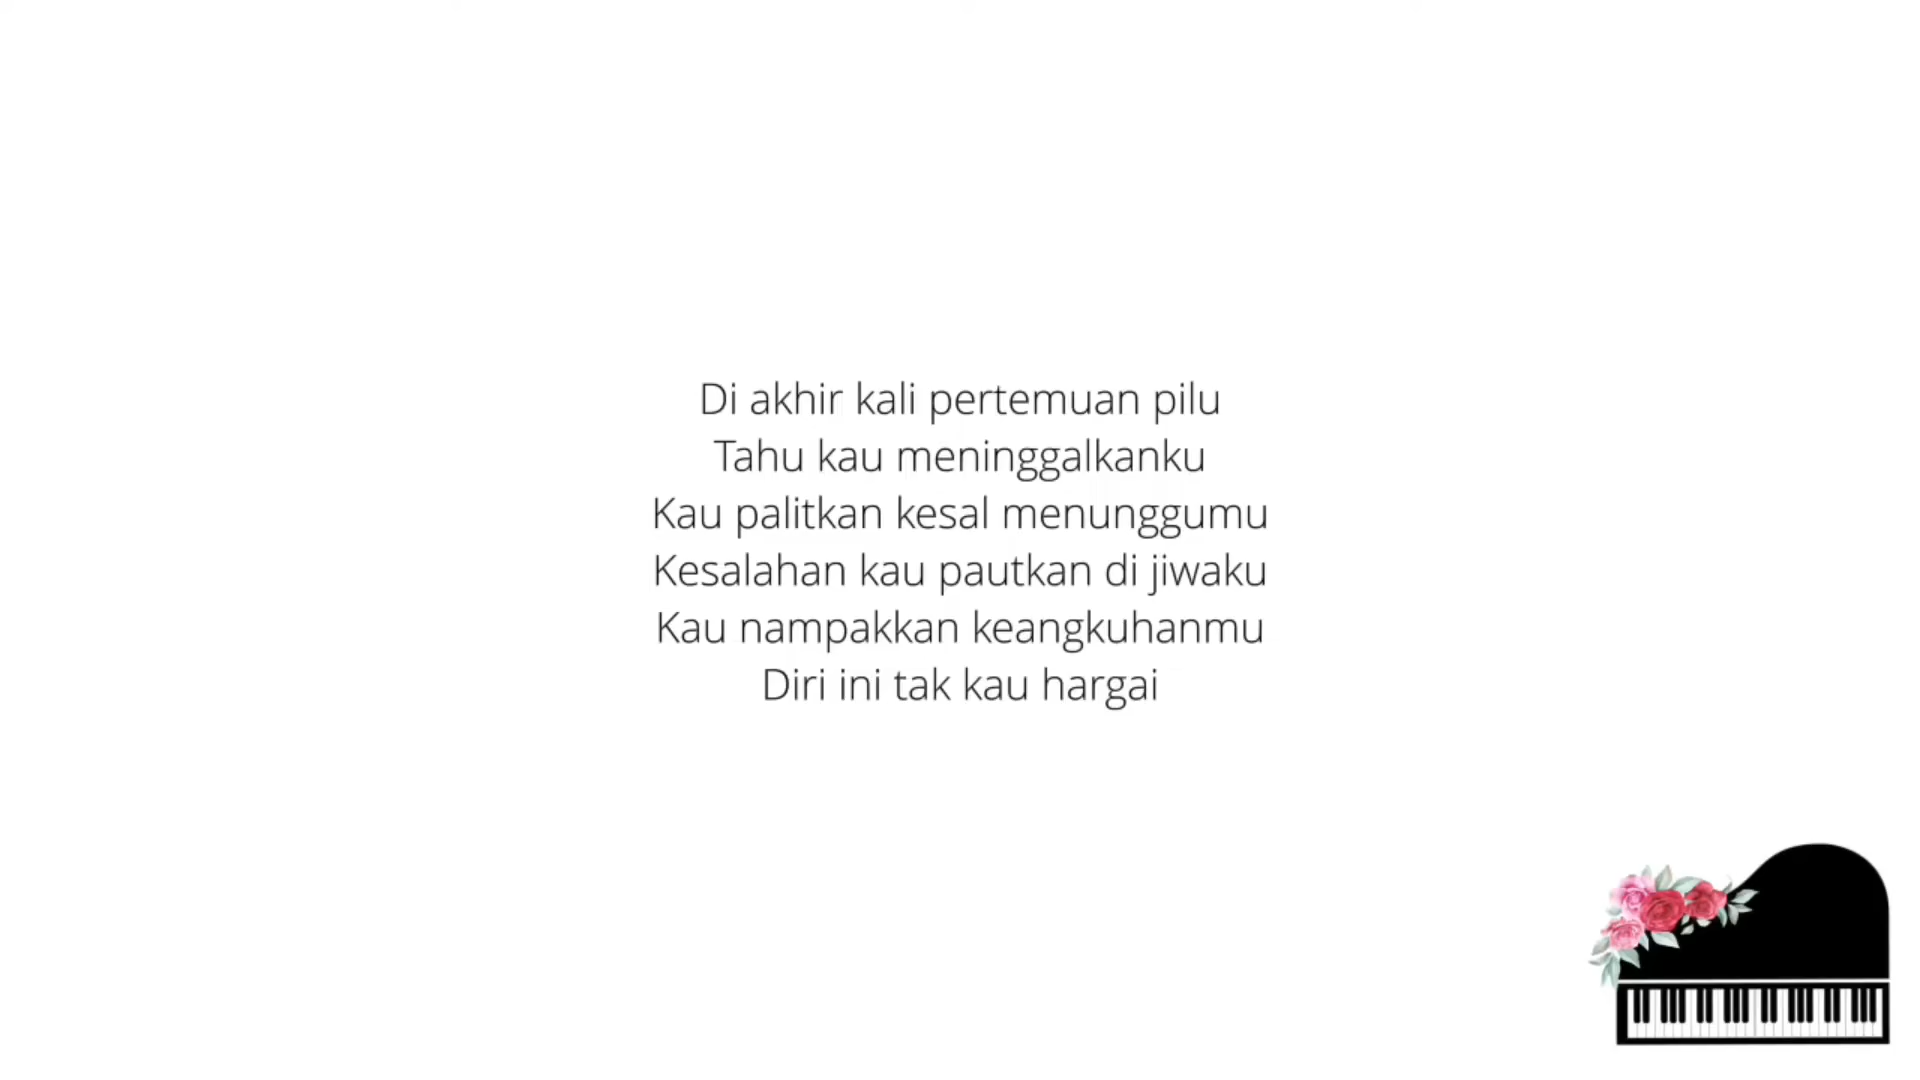 Di akhir kali pertemuan pilu
Tahu kau meninggalkanku
Kau palitkan kesal menunggumu
Kesalahan kau pautkan di jiwaku
Kau nampakkan keangkuhanmu
Diri ini tak kau hargai